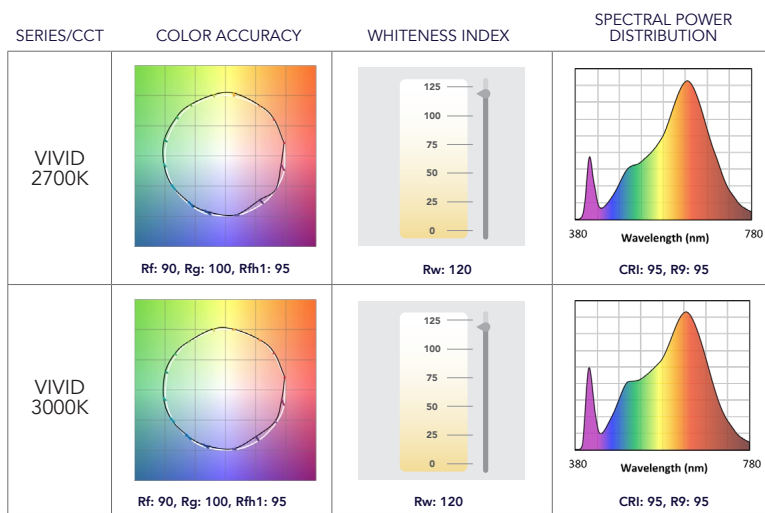 SERIES/CCT
COLOR ACCURACY
WHITENESS INDEX
SPECTRAL POWER
DISTRIBUTION
VIVID
2700K
125
100
75
50
25
0
380
780
Wavelength (nm)
Rf: 90, Rg: 100, Rfh1: 95
Rw: 120
CRI: 95, R9: 95
VIVID
3000K
125
100
75
50
25
0
380
780
Wavelength (nm)
Rf: 90, Rg: 100, Rfh1: 95
Rw: 120
CRI: 95, R9: 95